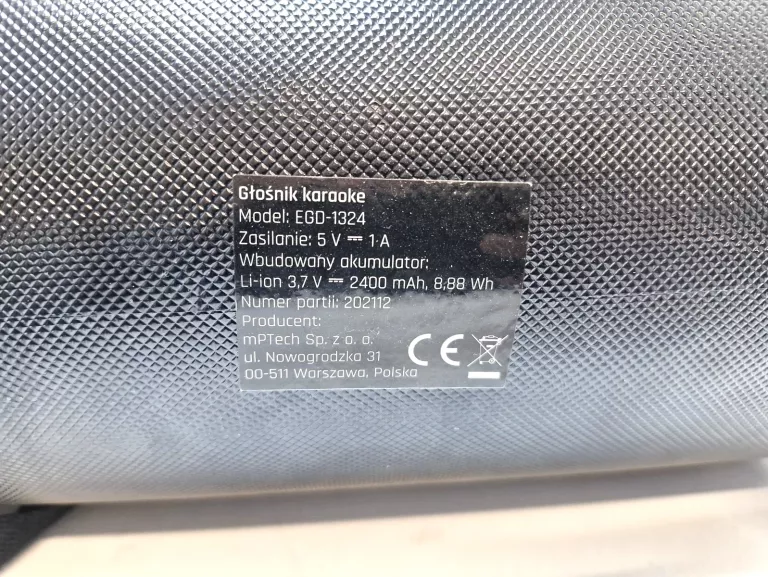 Głośnik karaoke
Model: EGD-1324
Zasilanie: 5 V ⎓ 1 A
Wbudowany akumulator:
Li-ion 3,7 V ⎓ 2400 mAh, 8,88 Wh
Numer partii: 202112
Producent:
mPTech Sp. z o. o.
ul. Nowogrodzka 31
00-511 Warszawa, Polska
CE